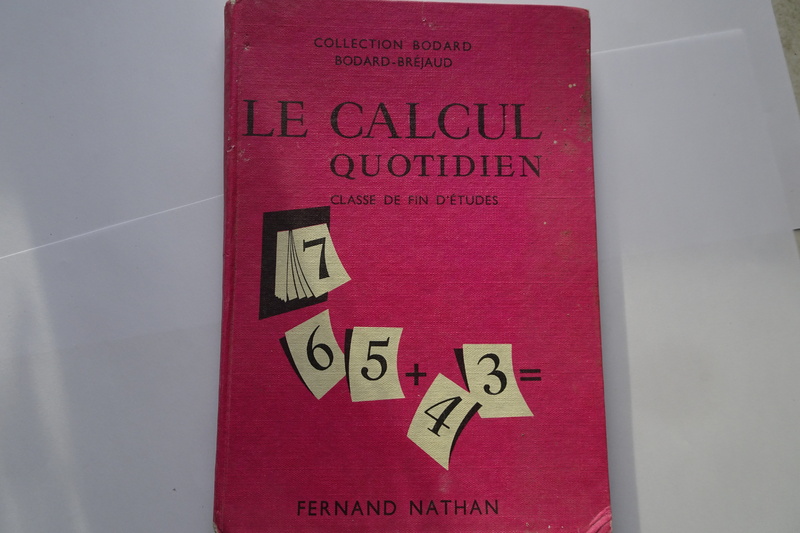 COLLECTION BODARD
BODARD-BRÉJAUD
LE CALCUL
QUOTIDIEN
CLASSE DE FIN D'ÉTUDES
7
6 5 + 4 3 =
FERNAND NATHAN